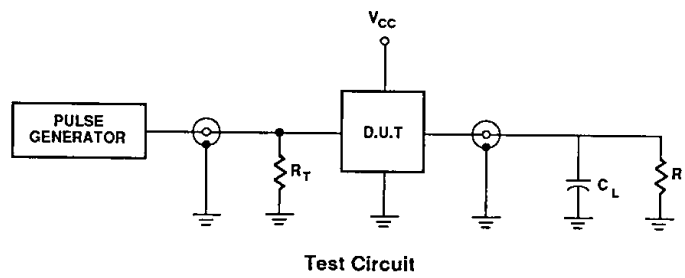 VCC
PULSE
GENERATOR
D.U.T
RT
CL
R
Test Circuit